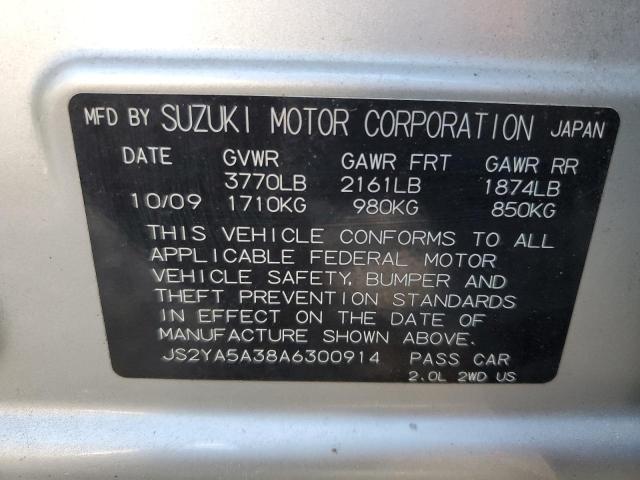 MFD BY SUZUKI MOTOR CORPORATION JAPAN
DATE GVWR GAWR FRT GAWR RR
3770LB 2161LB 1874LB
10/09 1710KG 980KG 850KG
THIS VEHICLE CONFORMS TO ALL
APPLICABLE FEDERAL MOTOR
VEHICLE SAFETY, BUMPER AND
THEFT PREVENTION STANDARDS
IN EFFECT ON THE DATE OF
MANUFACTURE SHOWN ABOVE.
JS2YA5A38A6300914 PASS CAR
2.0L 2WD US